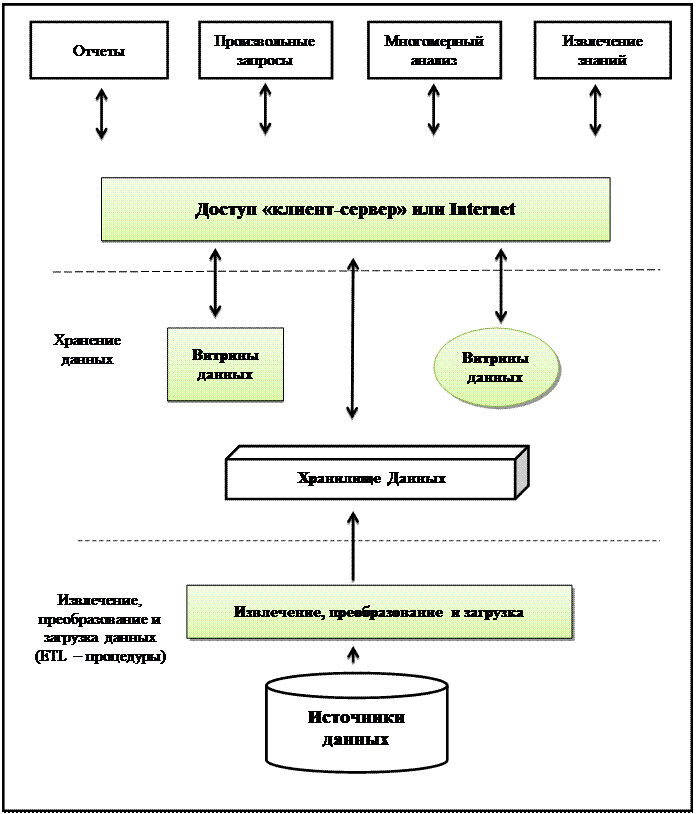 Отчеты
Произвольные
запросы
Многомерный
анализ
Извлечение
знаний
Доступ «клиент-сервер» или Internet
Хранение
данных
Витрины
данных
Витрины
данных
Хранилище Данных
Извлечение,
преобразование и
загрузка данных
(ETL – процедуры)
Извлечение, преобразование и загрузка
Источники
данных